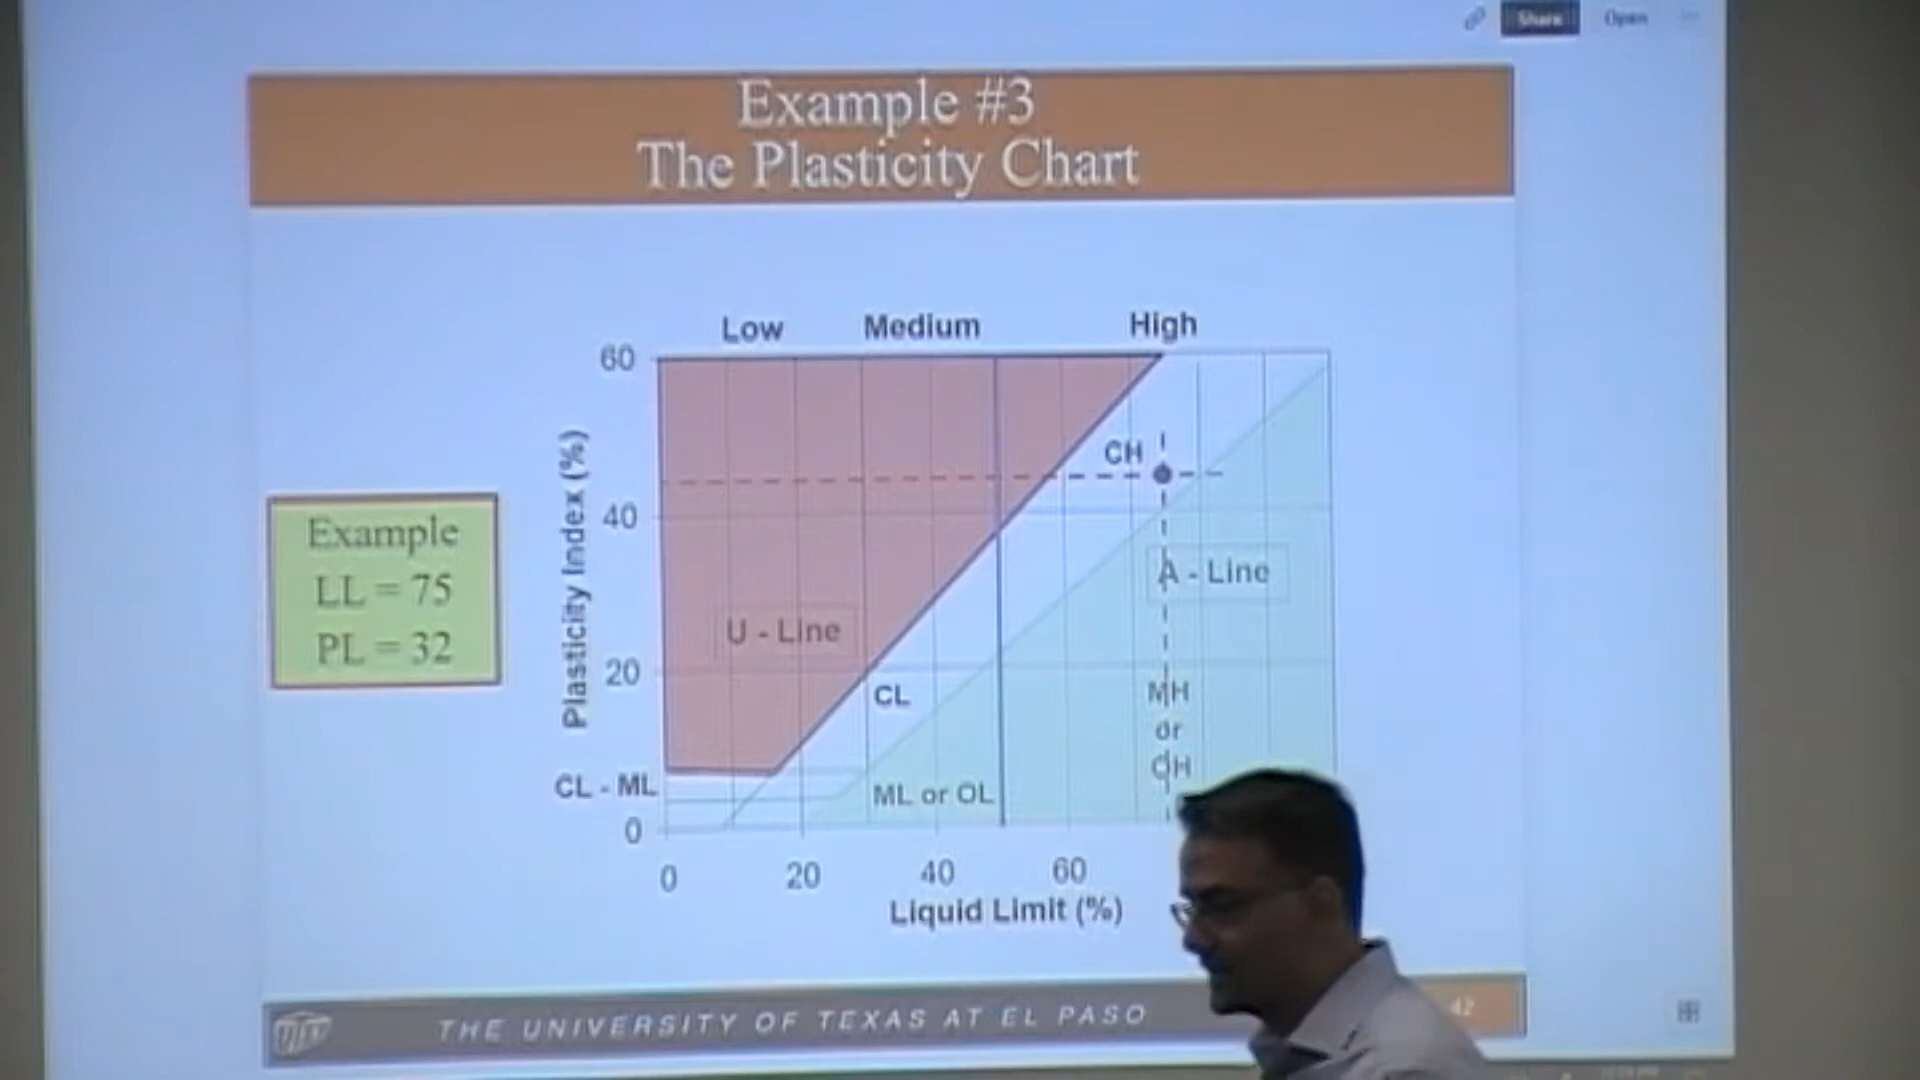 Share Open
Example #3
The Plasticity Chart
Low Medium High
60
40
20
0
Plasticity Index (%)
CH
A - Line
U - Line
CL
MH
or
OH
CL - ML
ML or OL
0 20 40 60
Liquid Limit (%)
Example
LL = 75
PL = 32
THE UNIVERSITY OF TEXAS AT EL PASO
42